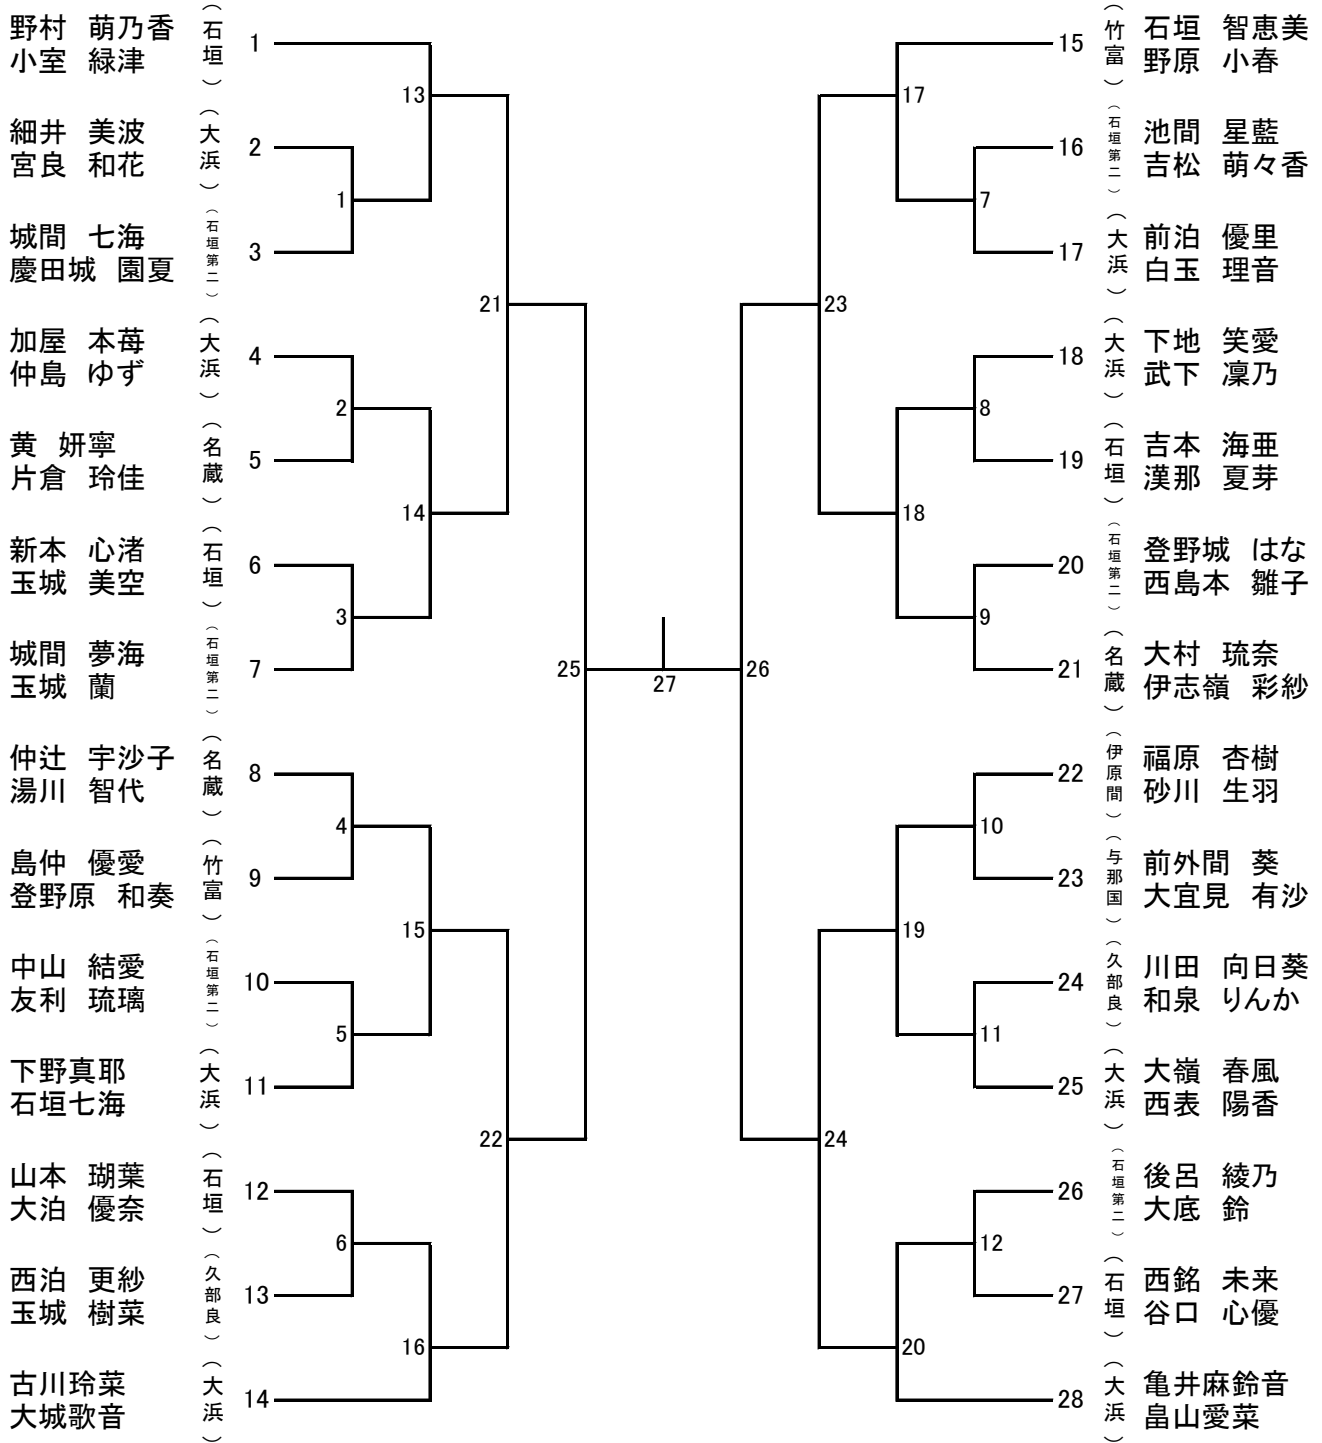 野村 萌乃香
小室 緑津
（石垣）
1
細井 美波
宮良 和花
（大浜）
2
城間 七海
慶田城 園夏
（石垣第二）
3
加屋 本苺
仲島 ゆず
（大浜）
4
黄 妍寧
片倉 玲佳
（名蔵）
5
新本 心渚
玉城 美空
（石垣）
6
城間 夢海
玉城 蘭
（石垣第二）
7
仲辻 宇沙子
湯川 智代
（名蔵）
8
島仲 優愛
登野原 和奏
（竹富）
9
中山 結愛
友利 琉璃
（石垣第二）
10
下野真耶
石垣七海
（大浜）
11
山本 瑚葉
大泊 優奈
（石垣）
12
西泊 更紗
玉城 樹菜
（久部良）
13
古川玲菜
大城歌音
（大浜）
14
1
2
3
4
5
6
13
14
15
16
21
22
25
27
26
23
24
17
18
19
20
7
8
9
10
11
12
15
（竹富）
石垣 智恵美
野原 小春
16
（石垣第二）
池間 星藍
吉松 萌々香
17
（大浜）
前泊 優里
白玉 理音
18
（大浜）
下地 笑愛
武下 凜乃
19
（石垣）
吉本 海亜
漢那 夏芽
20
（石垣第二）
登野城 はな
西島本 雛子
21
（名蔵）
大村 琉奈
伊志嶺 彩紗
22
（伊原間）
福原 杏樹
砂川 生羽
23
（与那国）
前外間 葵
大宜見 有沙
24
（久部良）
川田 向日葵
和泉 りんか
25
（大浜）
大嶺 春風
西表 陽香
26
（石垣第二）
後呂 綾乃
大底 鈴
27
（石垣）
西銘 未来
谷口 心優
28
（大浜）
亀井麻鈴音
畠山愛菜